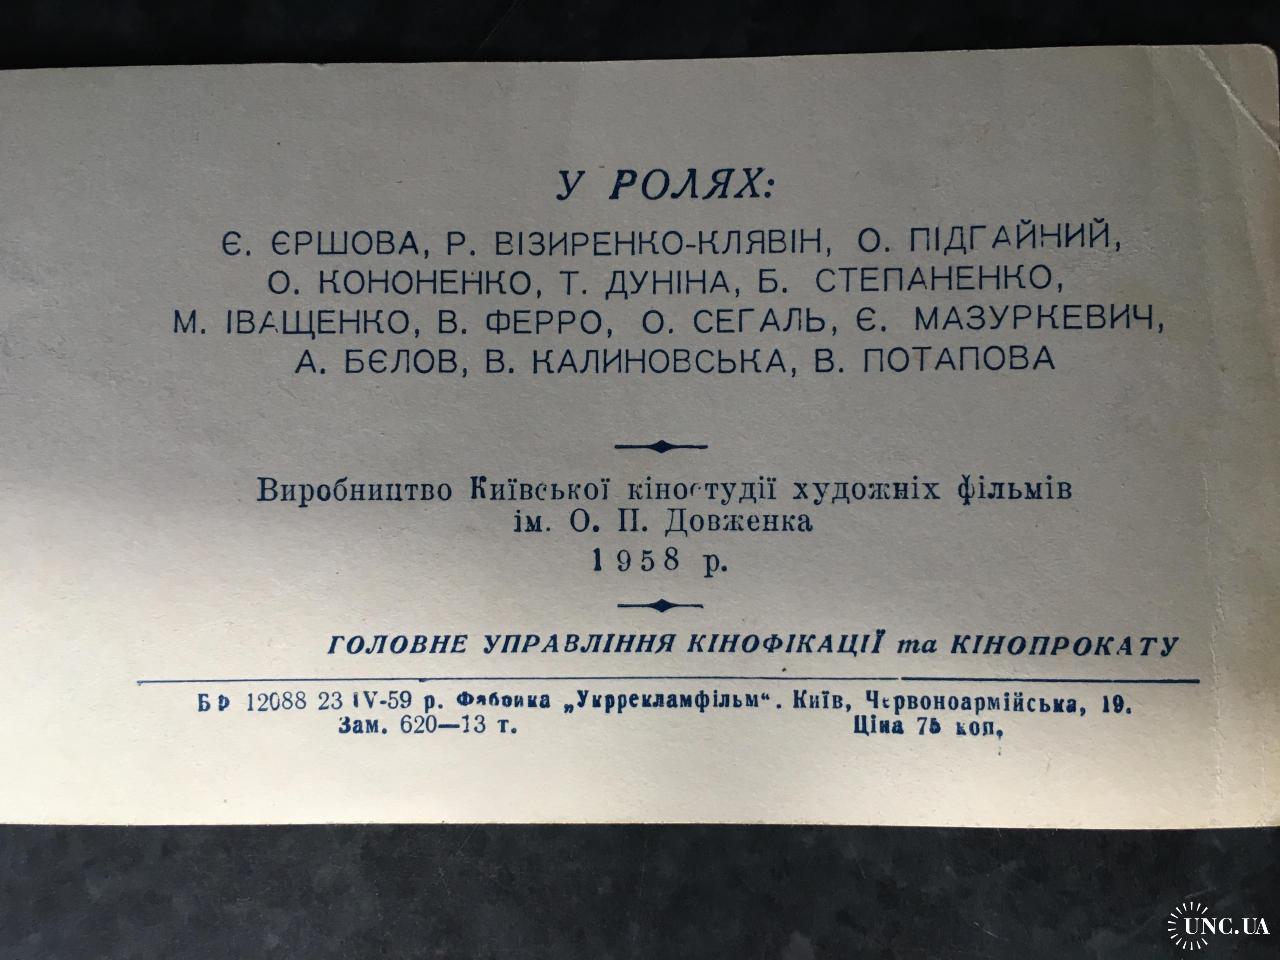 У РОЛЯХ:
Є. ЄРШОВА, Р. ВІЗИРЕНКО-КЛЯВІН, О. ПІДГАЙНИЙ,
О. КОНОНЕНКО, Т. ДУНІНА, Б. СТЕПАНЕНКО,
М. ІВАЩЕНКО, В. ФЕРРО, О. СЕГАЛЬ, Є. МАЗУРКЕВИЧ,
А. БЄЛОВ, В. КАЛИНОВСЬКА, В. ПОТАПОВА
Виробництво Київської кіностудії художніх фільмів
ім. О. П. Довженка
1958 р.
ГОЛОВНЕ УПРАВЛІННЯ КІНОФІКАЦІЇ та КІНОПРОКАТУ
БФ 12088 23 IV-59 р. Фабрика „Укррекламфільм“. Київ, Червоноармійська, 19.
Зам. 620—13 т. Ціна 75 коп.
UNC.UA